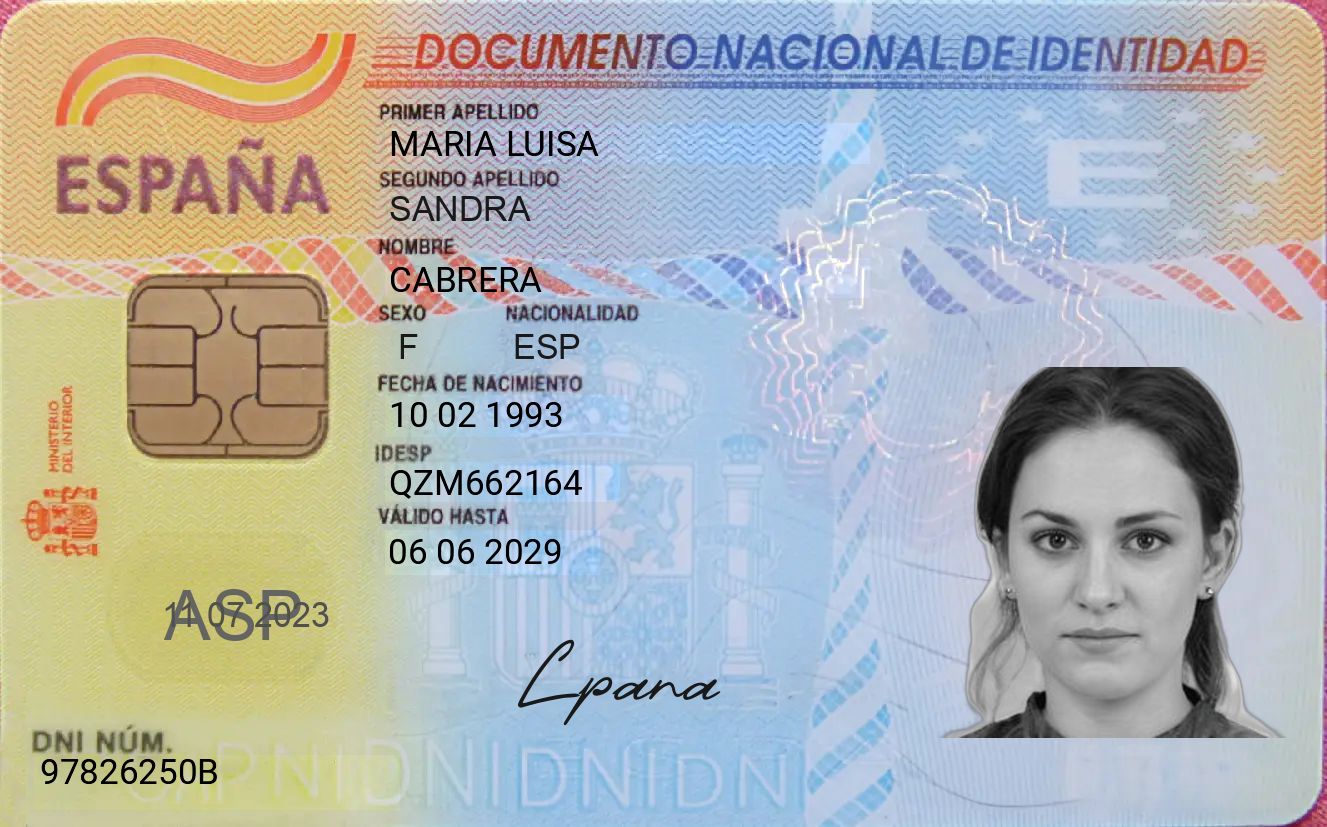 DOCUMENTO NACIONAL DE IDENTIDAD
ESPAÑA
PRIMER APELLIDO
MARIA LUISA
SEGUNDO APELLIDO
SANDRA
NOMBRE
CABRERA
SEXO NACIONALIDAD
F ESP
FECHA DE NACIMIENTO
10 02 1993
IDESP
QZM662164
VÁLIDO HASTA
06 06 2029
MINISTERIO
DEL INTERIOR
E
ASP
11 07 2023
Lpana
DNI NÚM.
97826250B
DNIDNIDN